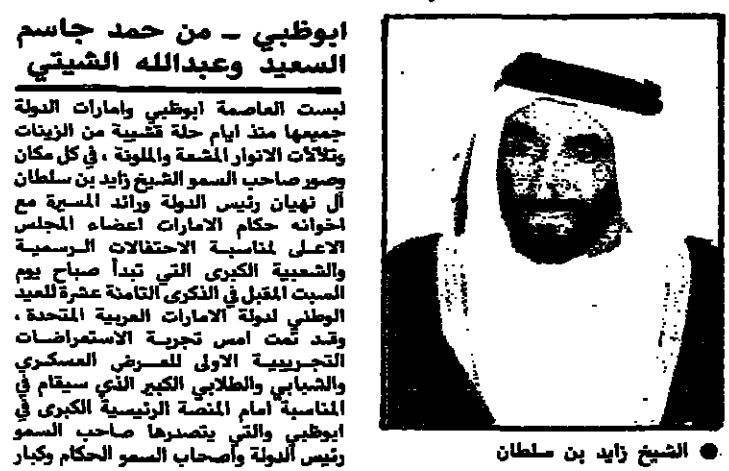 ابوظبي ــ من حمد جاسم
السعيد وعبدالله الشيتي
لبست العاصمة ابوظبي وامارات الدولة
جميعها منذ ايام حلة قشيبة من الزينات
وتلألأت الانوار المشعة والملونة ، في كل مكان
وصور صاحب السمو الشيخ زايد بن سلطان
آل نهيان رئيس الدولة ورائد المسيرة مع
اخوانه حكام الامارات اعضاء المجلس
الاعلى لمناسبة الاحتفالات الرسمية
والشعبية الكبرى التي تبدأ صباح يوم
السبت المقبل في الذكرى الثامنة عشرة للعيد
الوطني لدولة الامارات العربية المتحدة ،
وقد تمت امس تجربة الاستعراضات
التجريبية الاولى للعرض العسكري
والشبابي والطلابي الكبير الذي سيقام في
المناسبة امام المنصة الرئيسية الكبرى في
ابوظبي والتي يتصدرها صاحب السمو
رئيس الدولة واصحاب السمو الحكام وكبار
● الشيخ زايد بن سلطان